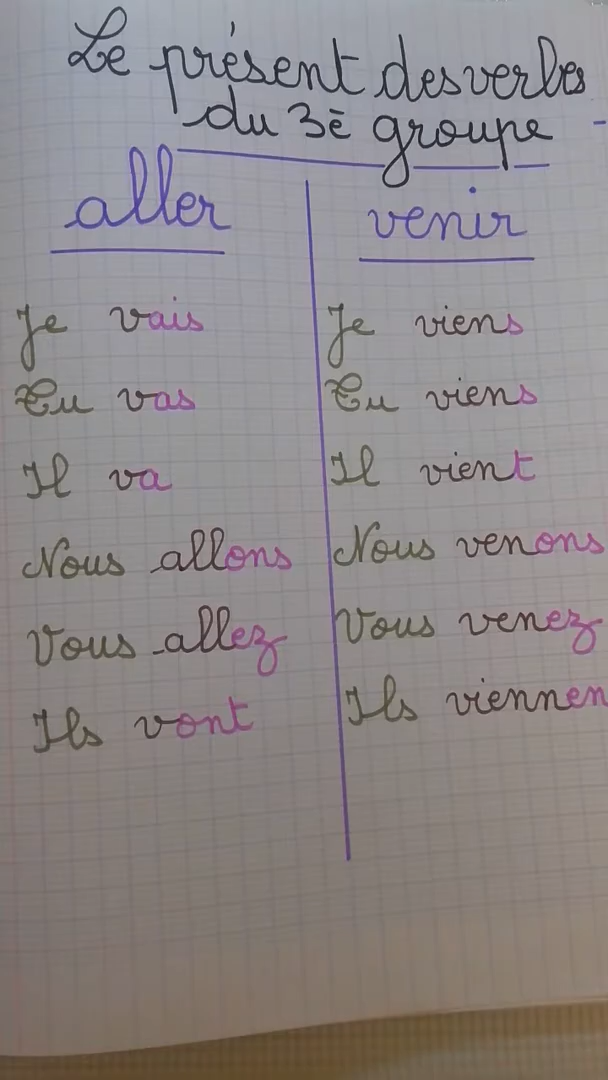 Le présent des verbes
du 3è groupe
aller
venir
Je vais
Je viens
Tu vas
Tu viens
Il va
Il vient
Nous allons
Nous venons
Vous allez
Vous venez
Ils vont
Ils viennen